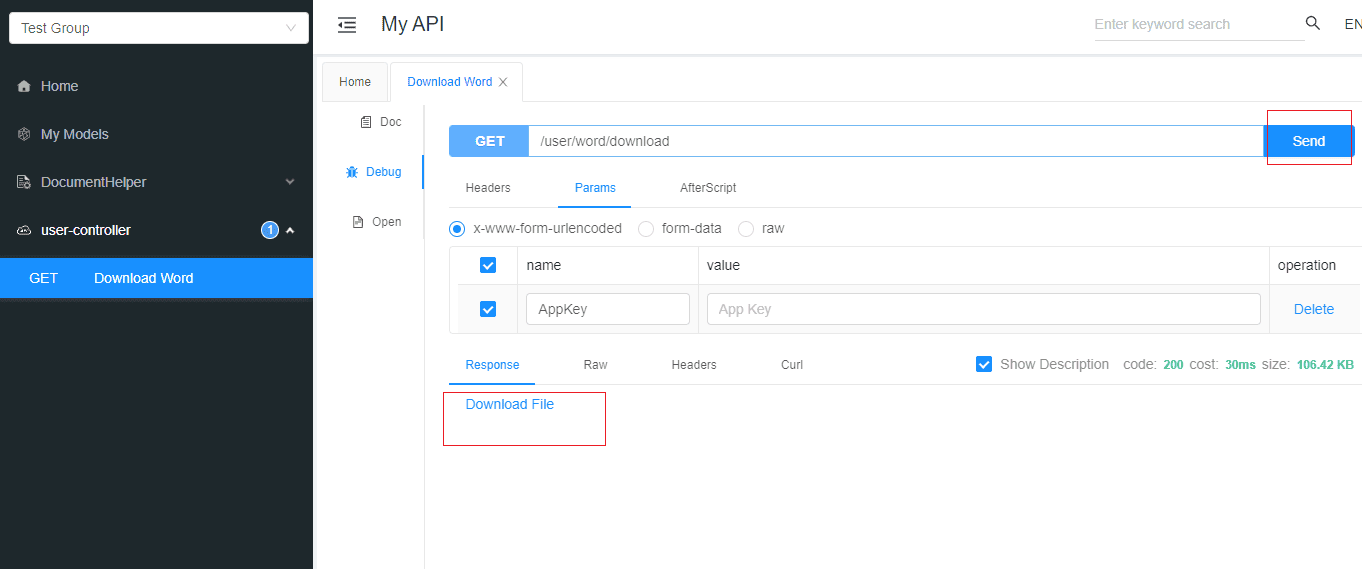 Test Group
Home
My Models
DocumentHelper
user-controller 1
GET Download Word
My API
Enter keyword search
EN
Home Download Word
Doc
Debug
Open
GET /user/word/download Send
Headers Params AfterScript
x-www-form-urlencoded form-data raw
name value operation
AppKey App Key Delete
Response Raw Headers Curl Show Description code: 200 cost: 30ms size: 106.42 KB
Download File